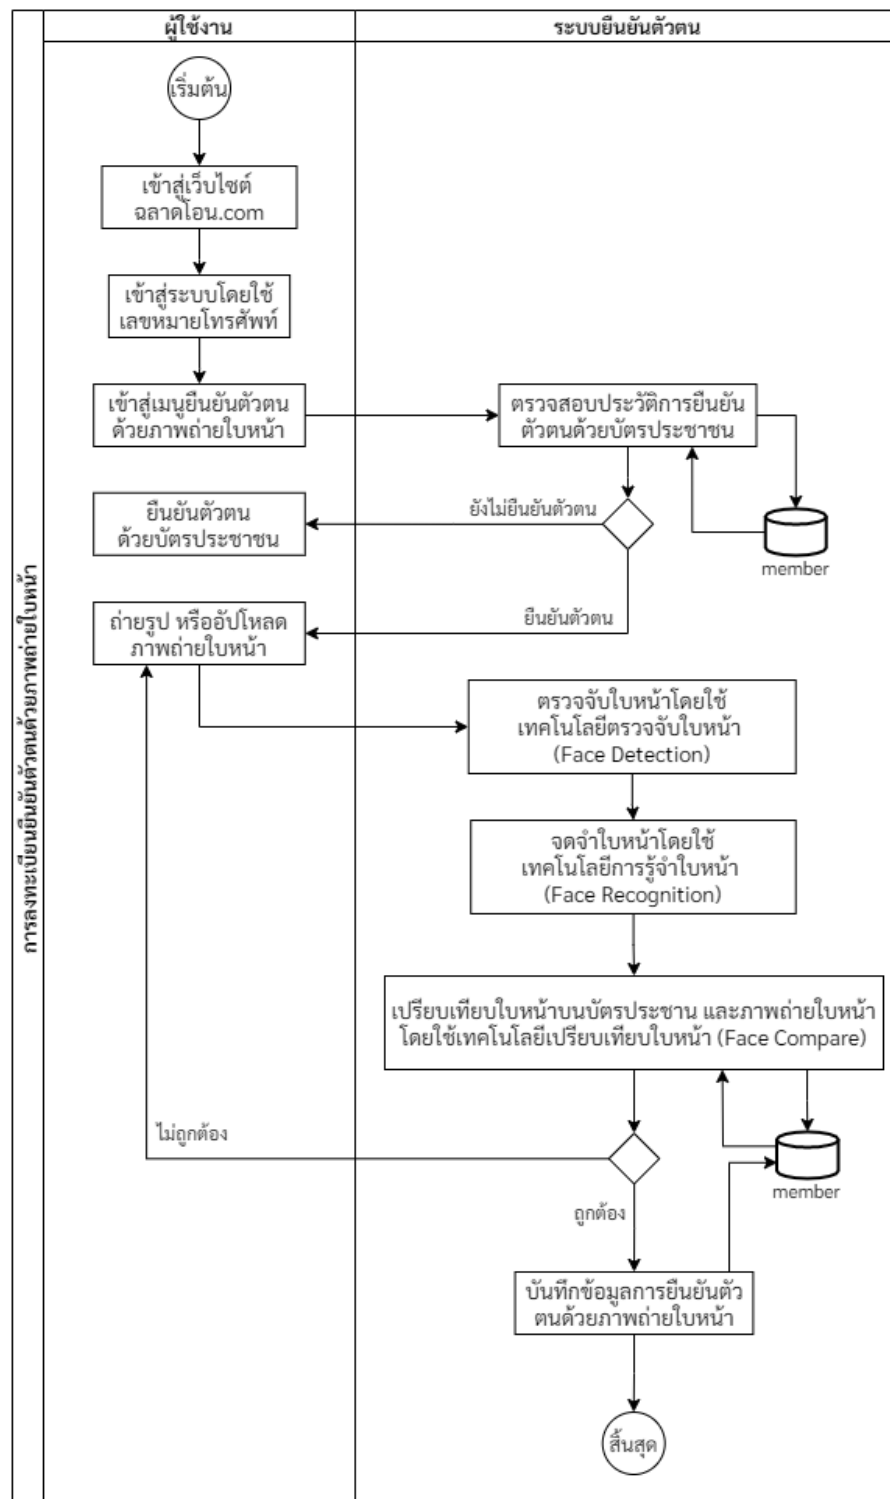 ผู้ใช้งาน
ระบบยืนยันตัวตน
การลงทะเบียนยืนยันตัวตนด้วยภาพถ่ายใบหน้า
เริ่มต้น
เข้าสู่เว็บไซต์
ฉลาดโอน.com
เข้าสู่ระบบโดยใช้
เลขหมายโทรศัพท์
เข้าสู่เมนูยืนยันตัวตน
ด้วยภาพถ่ายใบหน้า
ตรวจสอบประวัติการยืนยัน
ตัวตนด้วยบัตรประชาชน
ยืนยันตัวตน
ด้วยบัตรประชาชน
ยังไม่ยืนยันตัวตน
member
ถ่ายรูป หรืออัปโหลด
ภาพถ่ายใบหน้า
ยืนยันตัวตน
ตรวจจับใบหน้าโดยใช้
เทคโนโลยีตรวจจับใบหน้า
(Face Detection)
จดจำใบหน้าโดยใช้
เทคโนโลยีการรู้จำใบหน้า
(Face Recognition)
เปรียบเทียบใบหน้าบนบัตรประชาน และภาพถ่ายใบหน้า
โดยใช้เทคโนโลยีเปรียบเทียบใบหน้า (Face Compare)
ไม่ถูกต้อง
member
ถูกต้อง
บันทึกข้อมูลการยืนยันตัว
ตนด้วยภาพถ่ายใบหน้า
สิ้นสุด